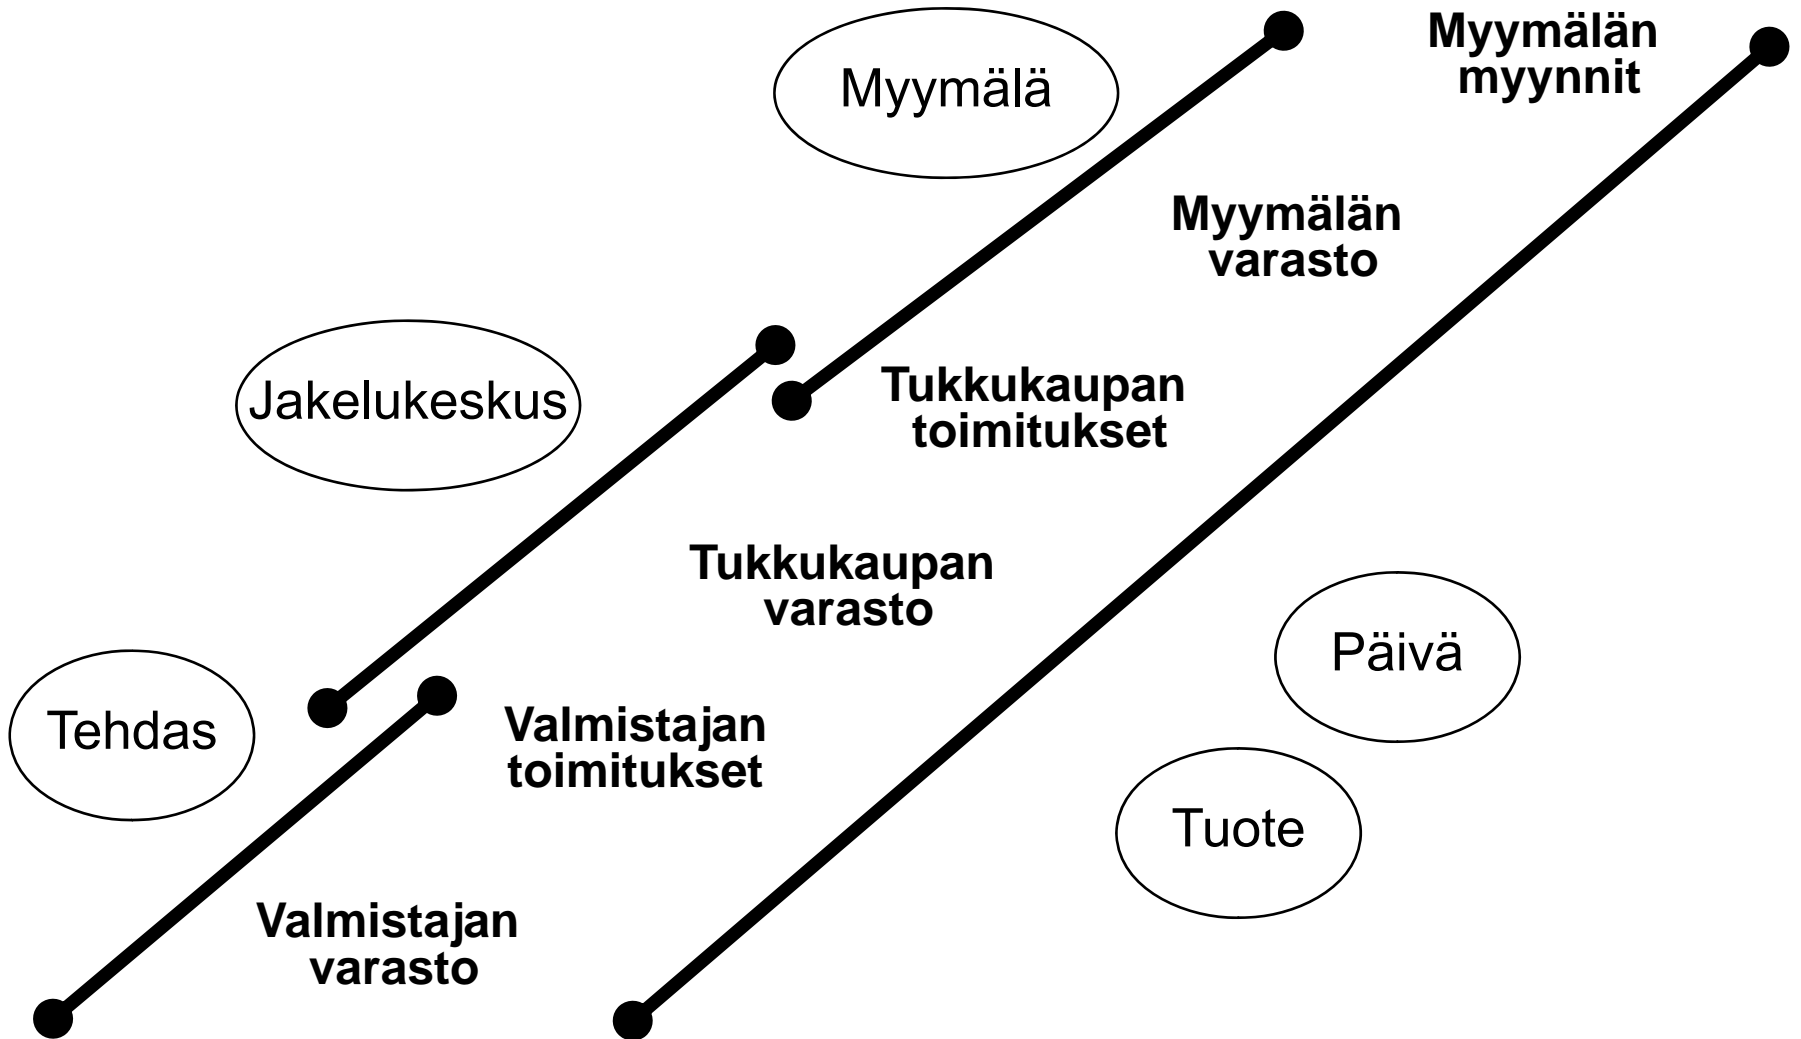 Myymälän
myynnit
Myymälä
Myymälän
varasto
Jakelukeskus
Tukkukaupan
toimitukset
Tukkukaupan
varasto
Päivä
Tehdas
Valmistajan
toimitukset
Tuote
Valmistajan
varasto